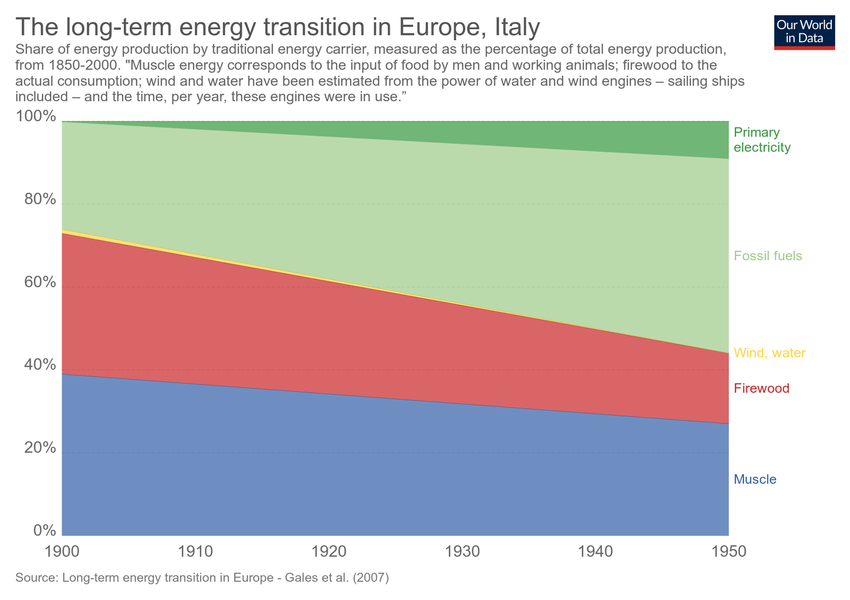 The long-term energy transition in Europe, Italy
Our World
in Data
Share of energy production by traditional energy carrier, measured as the percentage of total energy production,
from 1850-2000. "Muscle energy corresponds to the input of food by men and working animals; firewood to the
actual consumption; wind and water have been estimated from the power of water and wind engines – sailing ships
included – and the time, per year, these engines were in use.”
100%
80%
60%
40%
20%
0%
Primary
electricity
Fossil fuels
Wind, water
Firewood
Muscle
1900
1910
1920
1930
1940
1950
Source: Long-term energy transition in Europe - Gales et al. (2007)